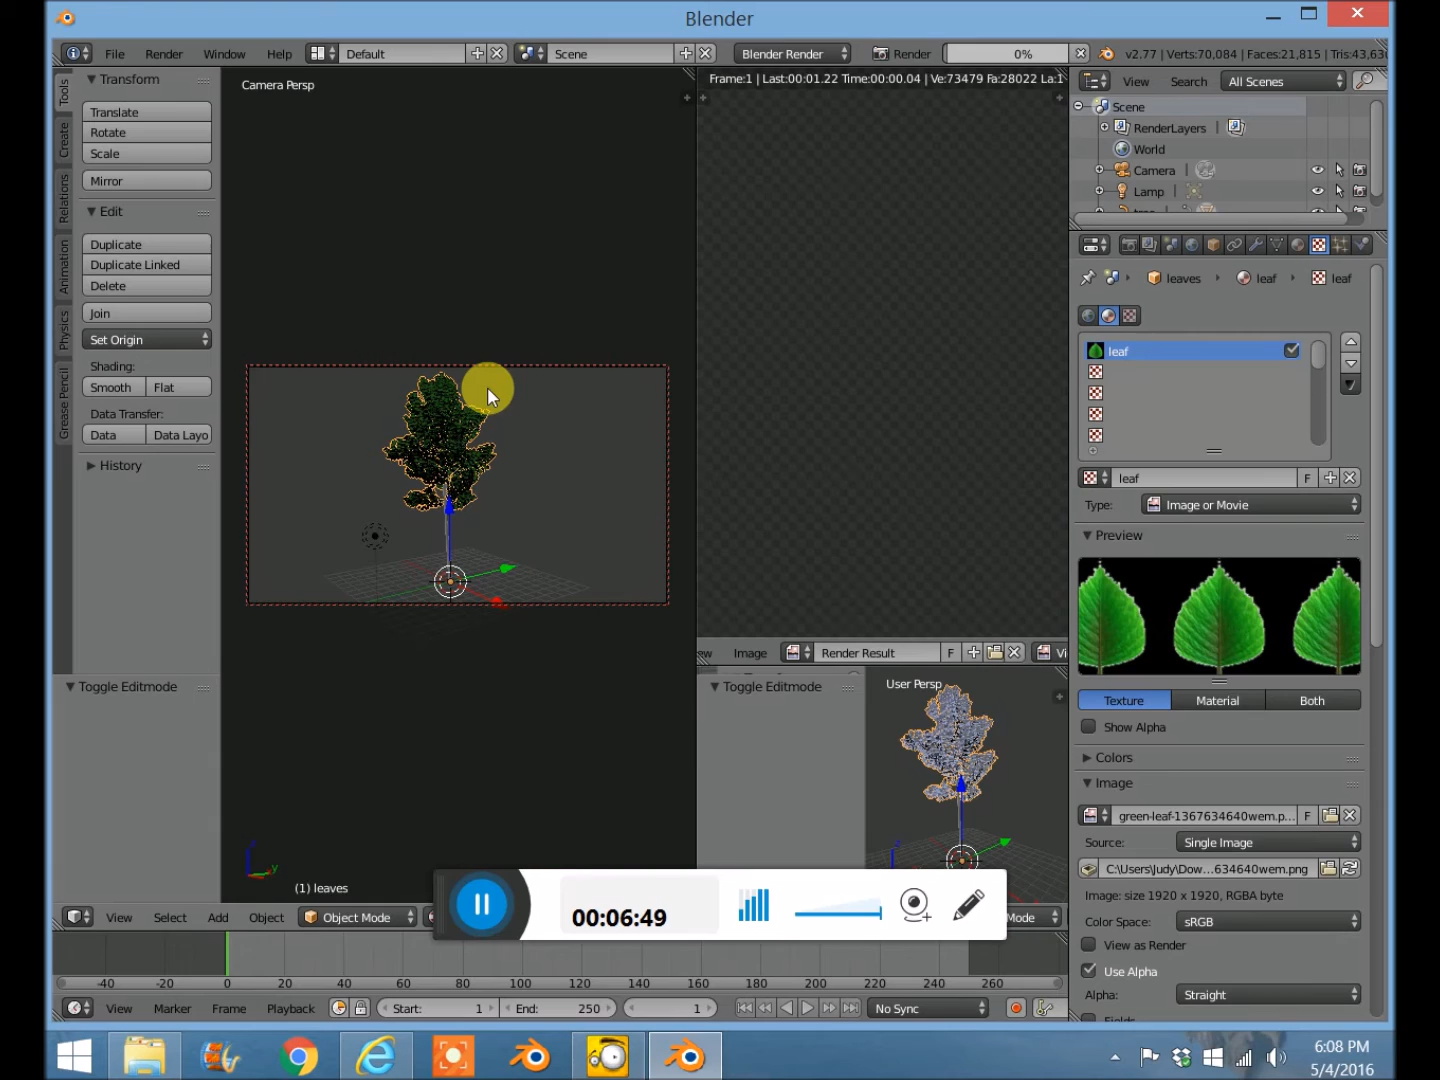 Blender
File Render Window Help Default Scene Blender Render Render 0% v2.77 | Verts:70,084 | Faces:21,815 | Tris:43,63
Tools
Create
Relations
Animation
Physics
Grease Pencil
Transform
Translate
Rotate
Scale
Mirror
Edit
Duplicate
Duplicate Linked
Delete
Join
Set Origin
Shading:
Smooth Flat
Data Transfer:
Data Data Layo
History
Toggle Editmode
Camera Persp
(1) leaves
Frame:1 | Last:00:01.22 Time:00:00.04 | Ve:73479 Fa:28022 La:1
ew Image Render Result F Vi
Toggle Editmode
User Persp
View Search All Scenes
Scene
RenderLayers |
World
Camera |
Lamp |
leaves leaf leaf
leaf
leaf F
Type: Image or Movie
Preview
Texture Material Both
Show Alpha
Colors
Image
green-leaf-1367634640wem.p... F
Source: Single Image
C:\Users\Judy\Dow...634640wem.png
Image: size 1920 x 1920, RGBA byte
Color Space: sRGB
View as Render
Use Alpha
Alpha: Straight
Fields
View Select Add Object Object Mode
Mode
00:06:49
-40 -20 0 20 40 60 80 100 120 140 160 180 200 220 240 260
View Marker Frame Playback Start: 1 End: 250 1 No Sync
6:08 PM
5/4/2016